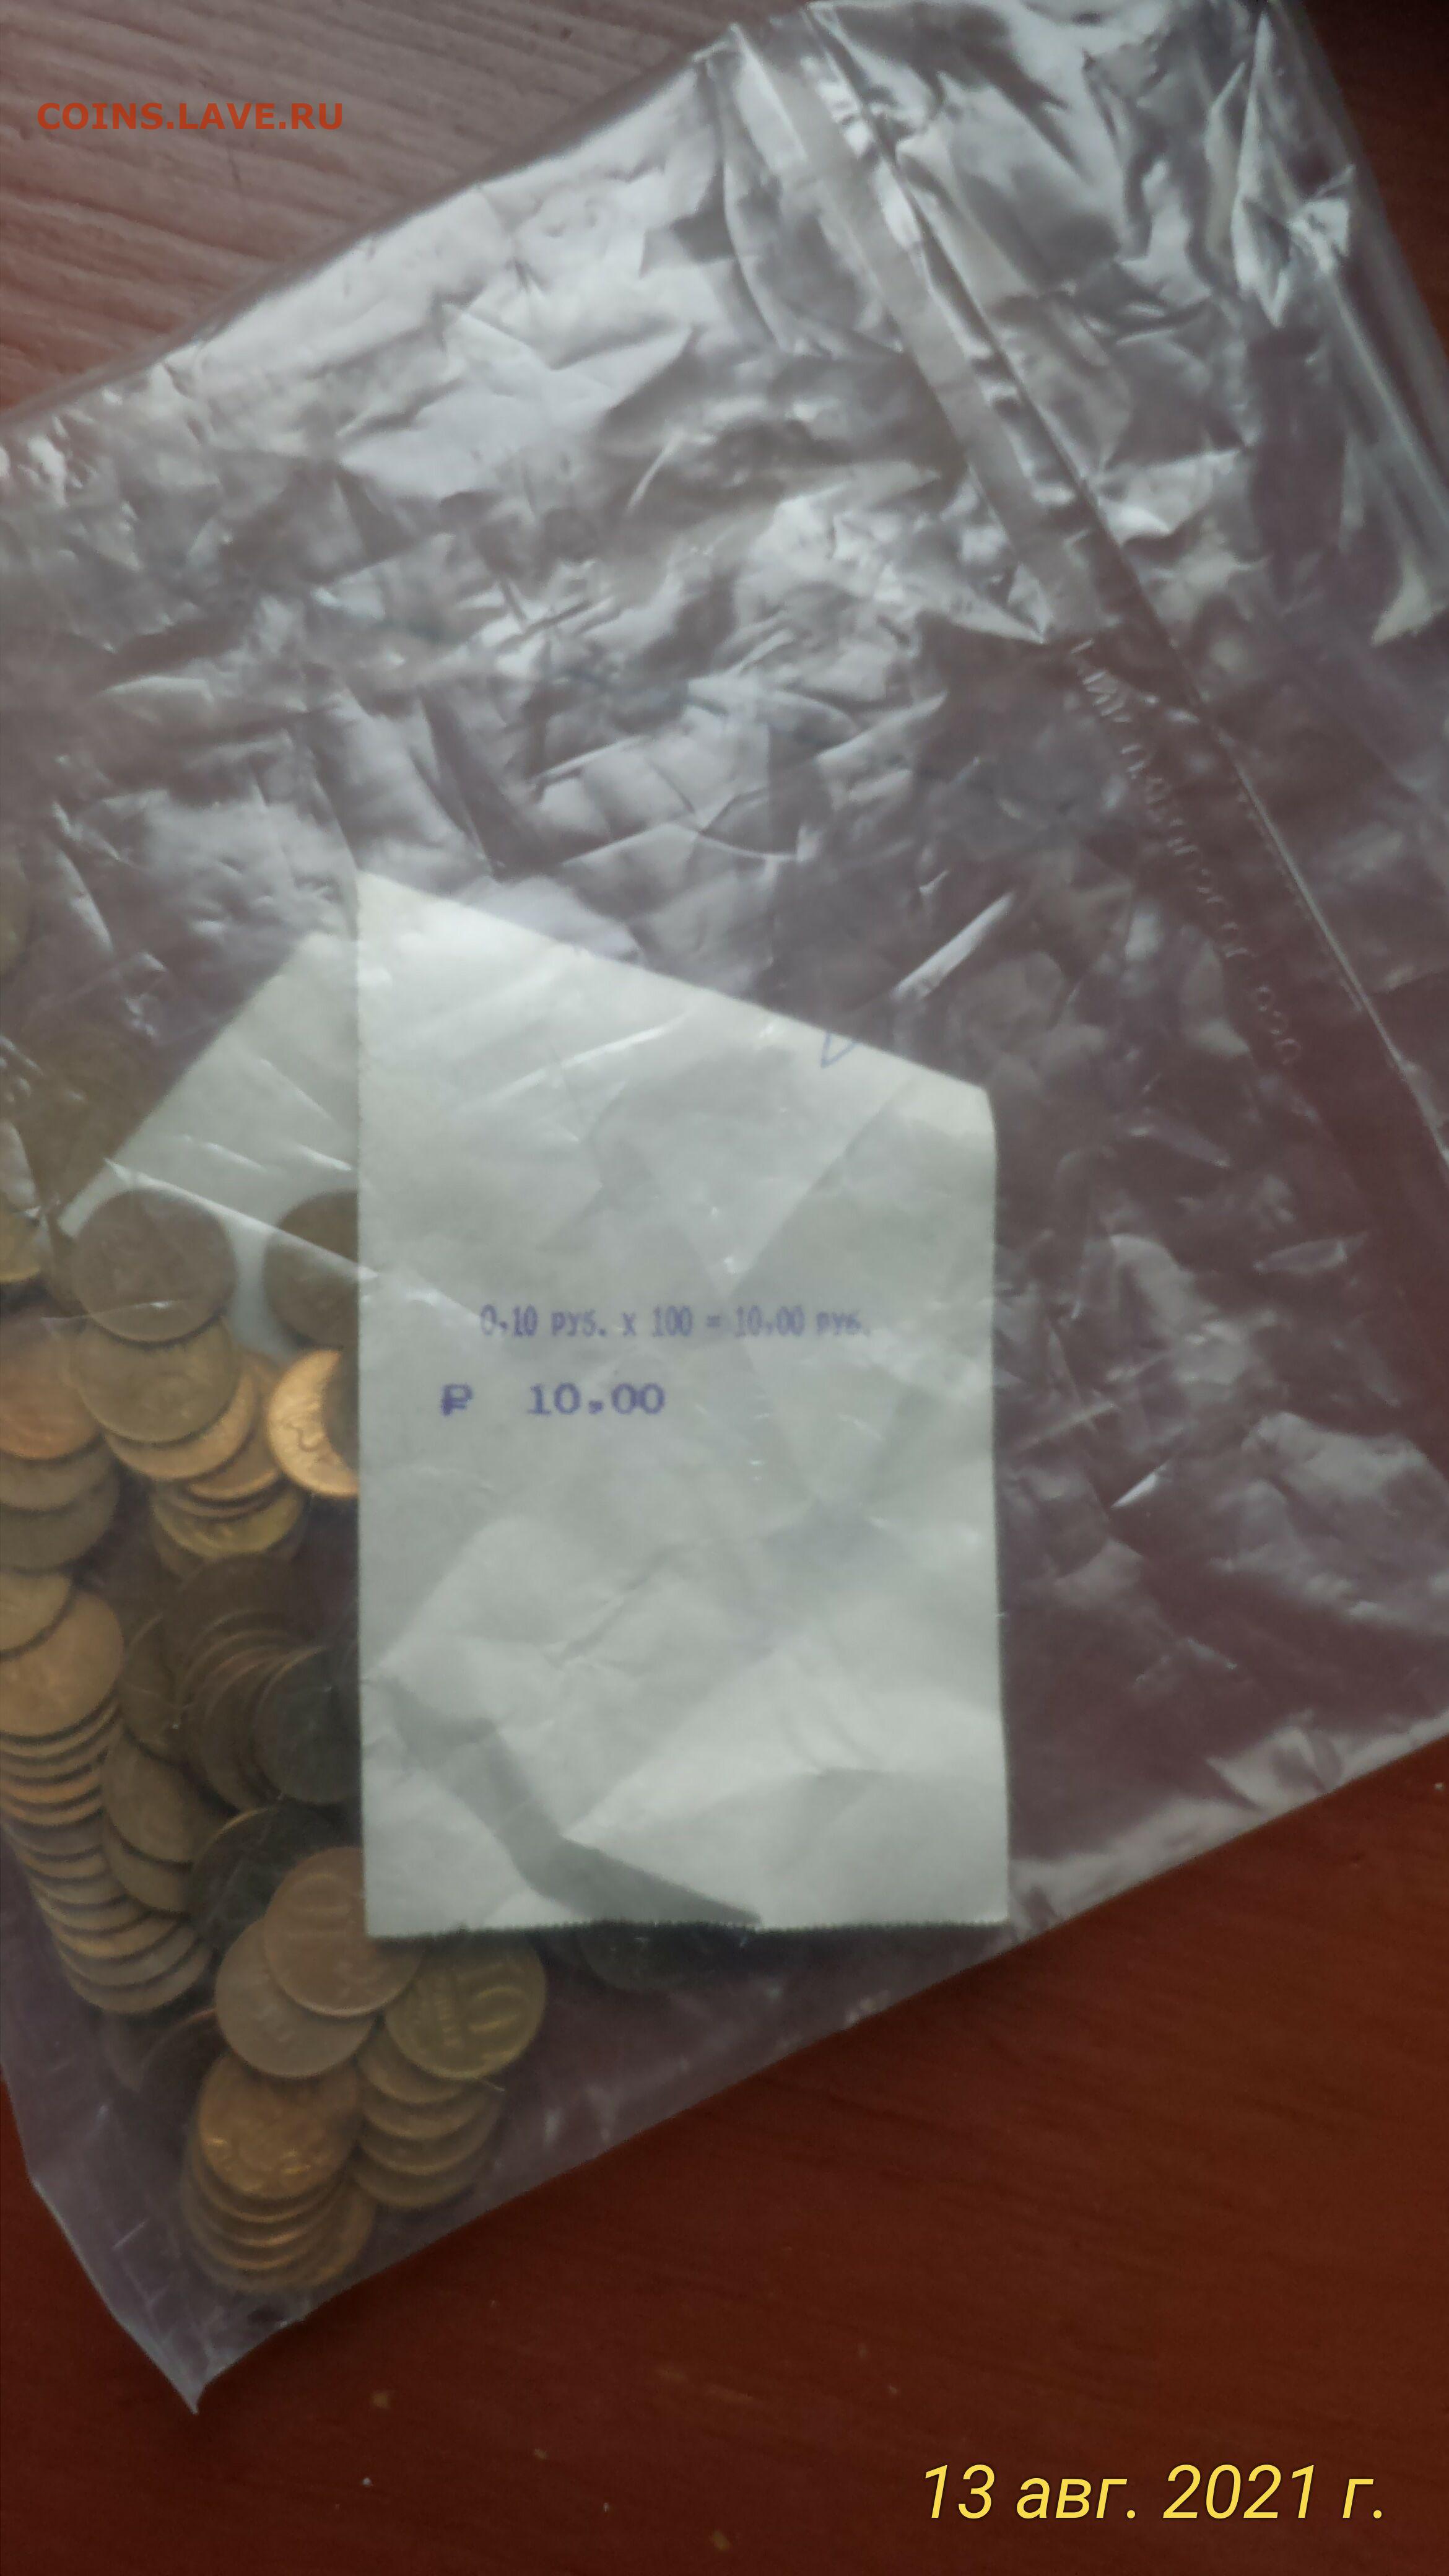 COINS.LAVE.RU
0,10 руб. x 100 = 10,00 руб.
₽ 10,00
13 авг. 2021 г.